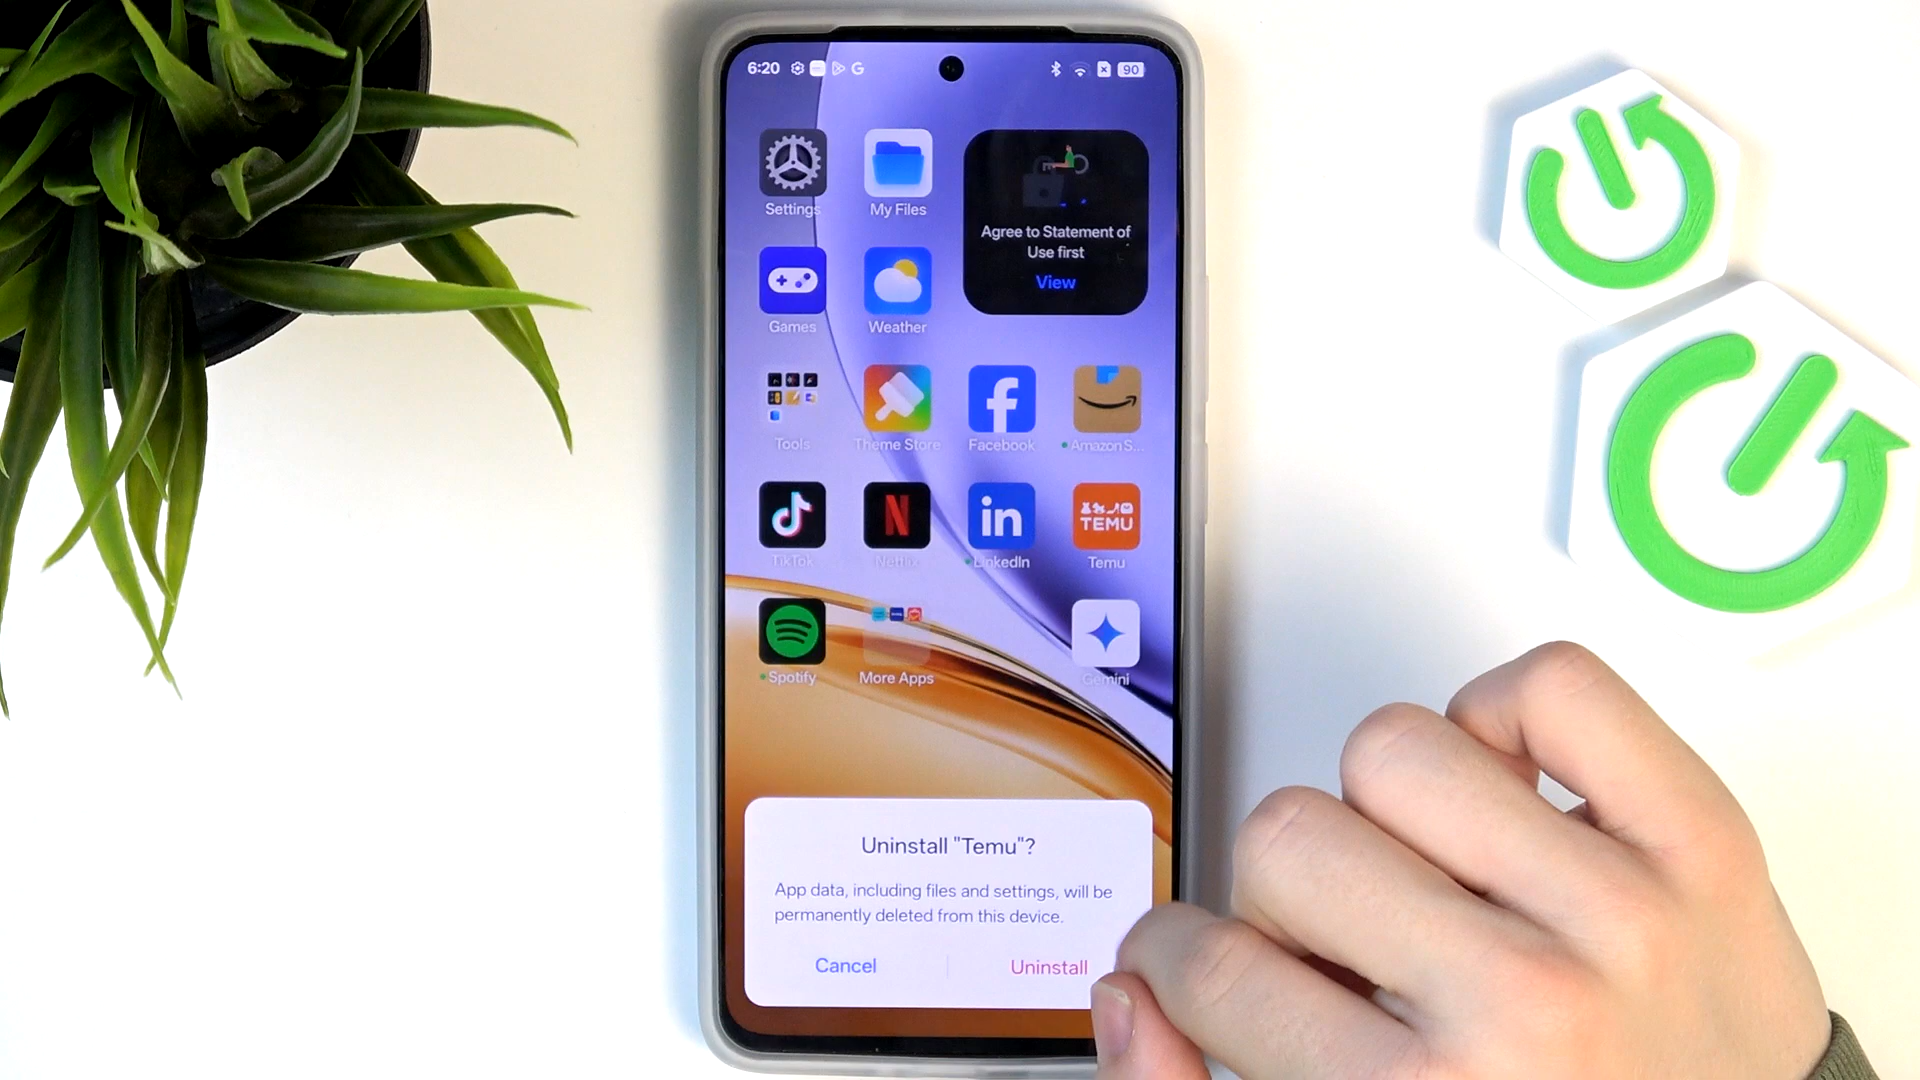 6:20 G 90
Settings My Files
Agree to Statement of
Use first
View
Games Weather
Tools Theme Store Facebook Amazon S...
in TEMU
TikTok Netflix LinkedIn Temu
Spotify More Apps Gemini
Uninstall "Temu"?
App data, including files and settings, will be
permanently deleted from this device.
Cancel Uninstall